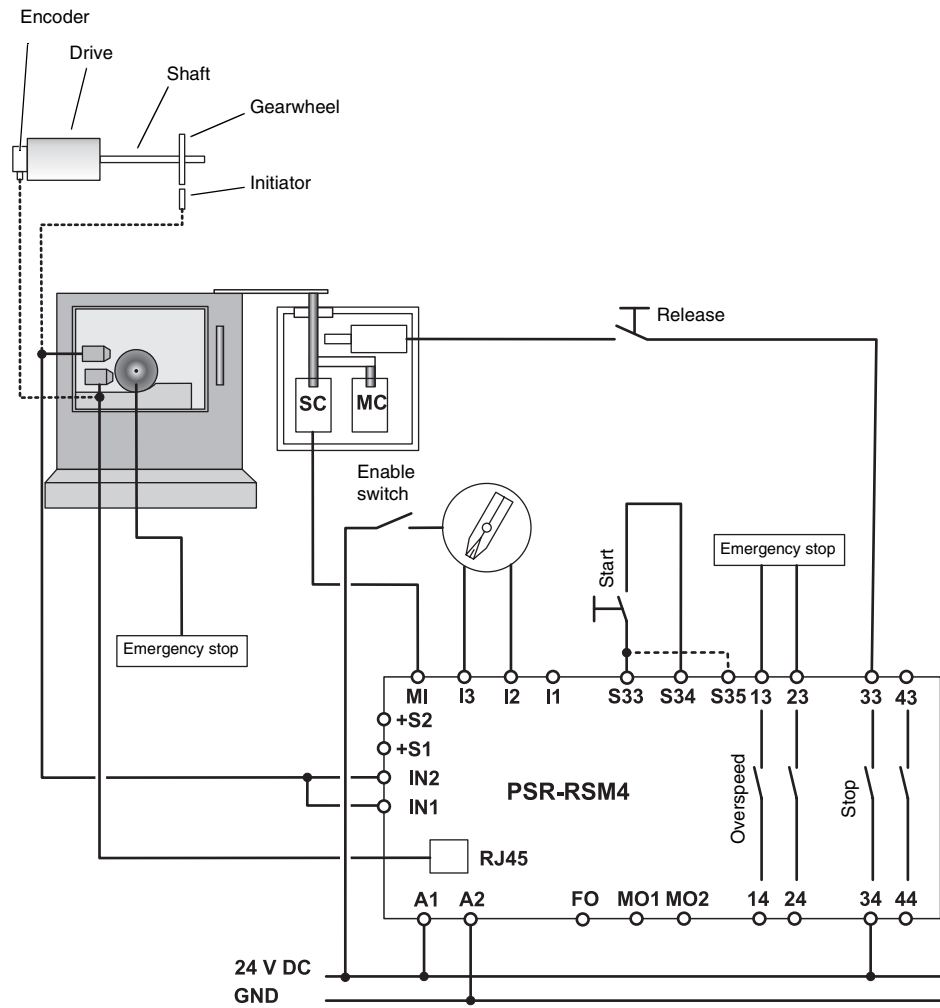 Encoder
Drive
Shaft
Gearwheel
Initiator
Release
SC
MC
Enable
switch
Start
Emergency stop
Emergency stop
MI
I3
I2
I1
S33
S34
S35
13
23
33
43
+S2
+S1
IN2
IN1
PSR-RSM4
Overspeed
Stop
RJ45
A1
A2
FO
MO1
MO2
14
24
34
44
24 V DC
GND